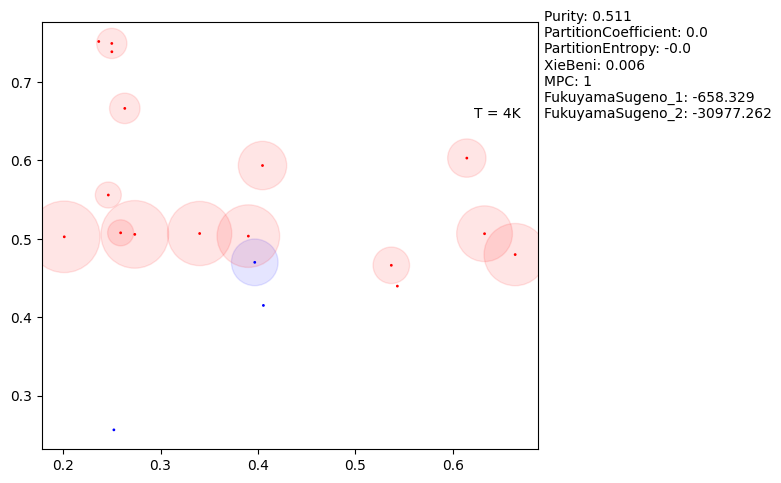 Purity: 0.511
PartitionCoefficient: 0.0
PartitionEntropy: -0.0
XieBeni: 0.006
MPC: 1
FukuyamaSugeno_1: -658.329
FukuyamaSugeno_2: -30977.262
T = 4K
0.7
0.6
0.5
0.4
0.3
0.2 0.3 0.4 0.5 0.6